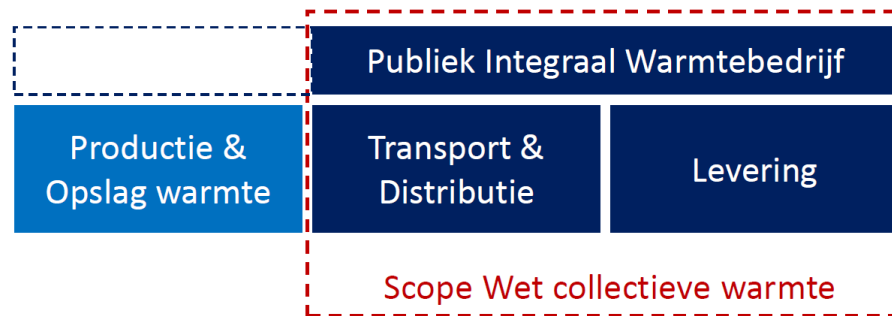 Publiek Integraal Warmtebedrijf
Productie &
Opslag warmte
Transport &
Distributie
Levering
Scope Wet collectieve warmte